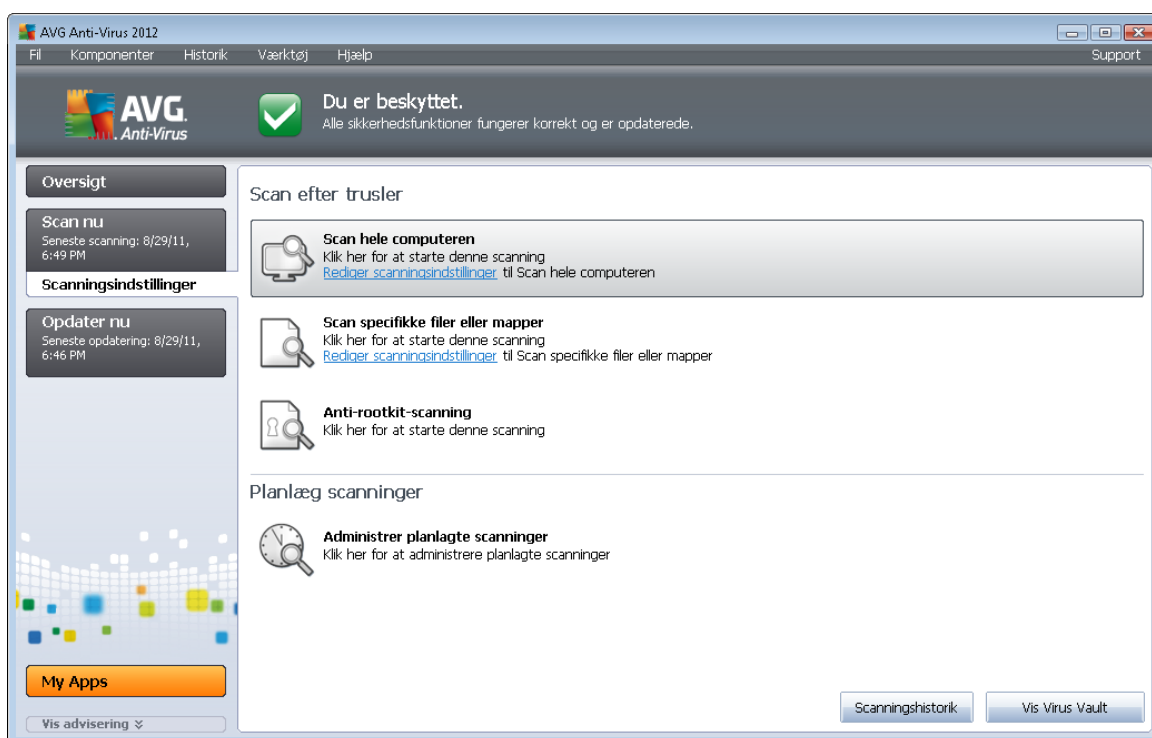 AVG Anti-Virus 2012
Fil Komponenter Historik Værktøj Hjælp Support
AVG.
Anti-Virus
Du er beskyttet.
Alle sikkerhedsfunktioner fungerer korrekt og er opdaterede.
Oversigt
Scan nu
Seneste scanning: 8/29/11,
6:49 PM
Scanningsindstillinger
Opdater nu
Seneste opdatering: 8/29/11,
6:46 PM
My Apps
Vis advisering
Scan efter trusler
Scan hele computeren
Klik her for at starte denne scanning
Rediger scanningsindstillinger til Scan hele computeren
Scan specifikke filer eller mapper
Klik her for at starte denne scanning
Rediger scanningsindstillinger til Scan specifikke filer eller mapper
Anti-rootkit-scanning
Klik her for at starte denne scanning
Planlæg scanninger
Administrer planlagte scanninger
Klik her for at administrere planlagte scanninger
Scanningshistorik
Vis Virus Vault